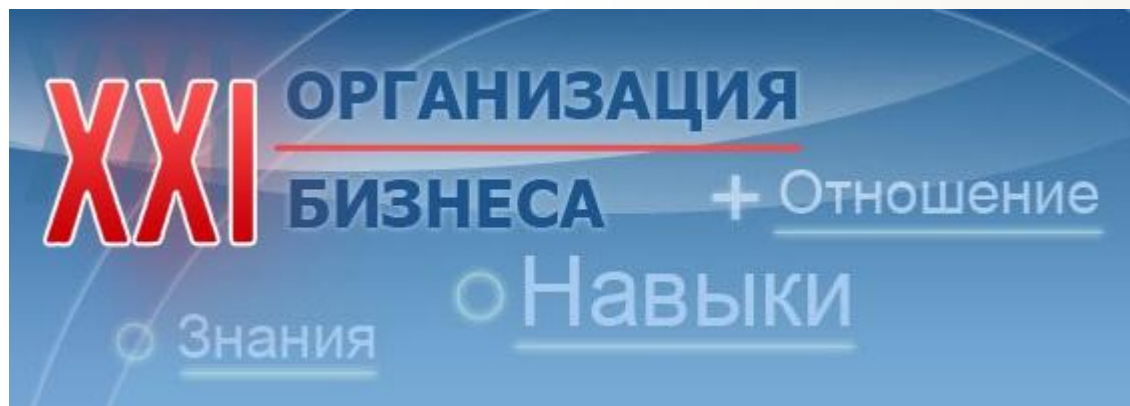 XXI
ОРГАНИЗАЦИЯ
БИЗНЕСА
+ Отношение
Навыки
Знания